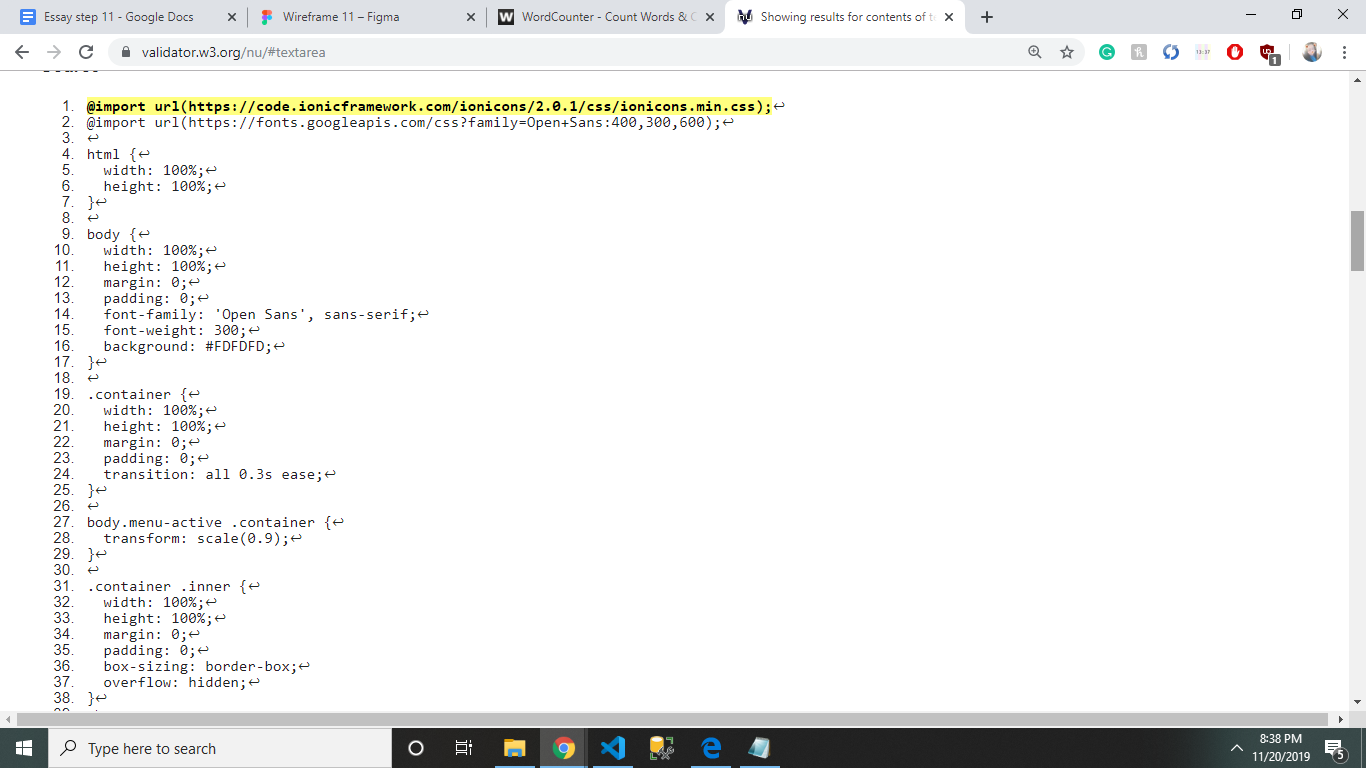 Essay step 11 - Google Docs
Wireframe 11 – Figma
WordCounter - Count Words & C
Showing results for contents of te
validator.w3.org/nu/#textarea
1. @import url(https://code.ionicframework.com/ionicons/2.0.1/css/ionicons.min.css);↩
2. @import url(https://fonts.googleapis.com/css?family=Open+Sans:400,300,600);↩
3. ↩
4. html {↩
5. width: 100%;↩
6. height: 100%;↩
7. }↩
8. ↩
9. body {↩
10. width: 100%;↩
11. height: 100%;↩
12. margin: 0;↩
13. padding: 0;↩
14. font-family: 'Open Sans', sans-serif;↩
15. font-weight: 300;↩
16. background: #FDFDFD;↩
17. }↩
18. ↩
19. .container {↩
20. width: 100%;↩
21. height: 100%;↩
22. margin: 0;↩
23. padding: 0;↩
24. transition: all 0.3s ease;↩
25. }↩
26. ↩
27. body.menu-active .container {↩
28. transform: scale(0.9);↩
29. }↩
30. ↩
31. .container .inner {↩
32. width: 100%;↩
33. height: 100%;↩
34. margin: 0;↩
35. padding: 0;↩
36. box-sizing: border-box;↩
37. overflow: hidden;↩
38. }↩
Type here to search
8:38 PM
11/20/2019
5